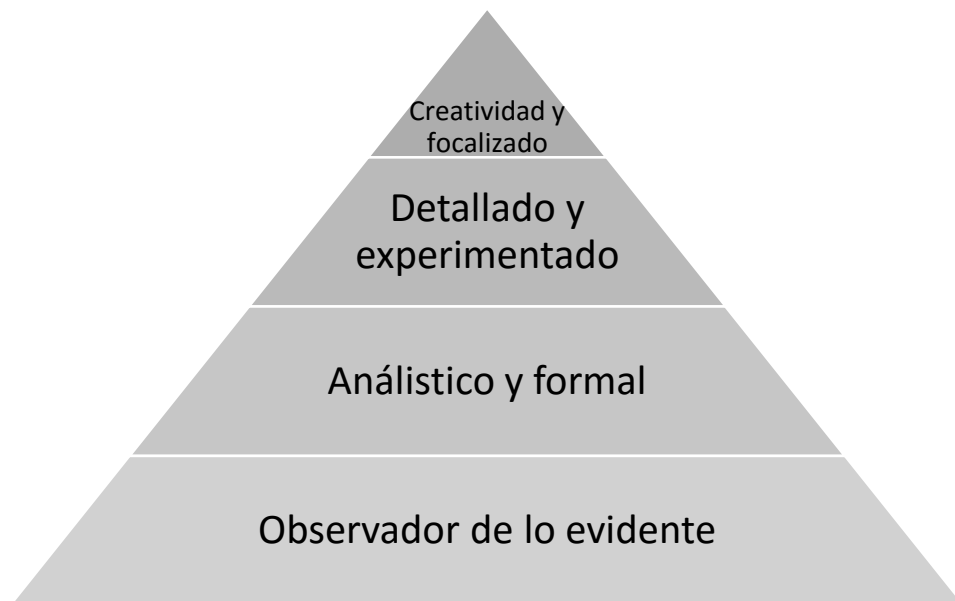 Creatividad y
focalizado
Detallado y
experimentado
Análistico y formal
Observador de lo evidente